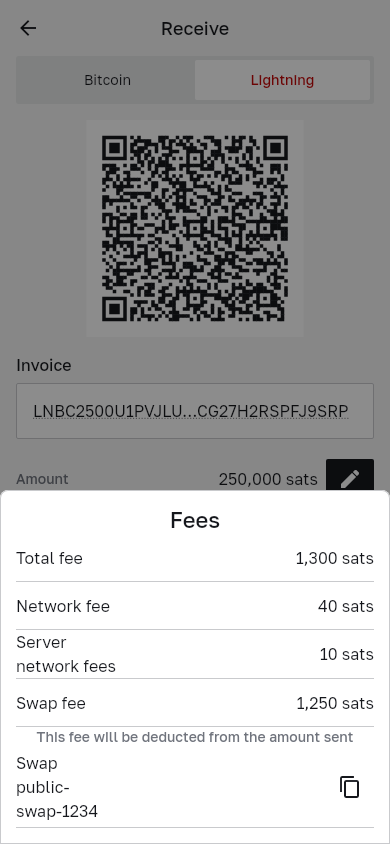 Receive
Bitcoin
Lightning
Invoice
LNBC2500U1PVJLU...CG27H2RSPFJ9SRP
Amount
250,000 sats
Fees
Total fee
1,300 sats
Network fee
40 sats
Server
network fees
10 sats
Swap fee
1,250 sats
This fee will be deducted from the amount sent
Swap
public-
swap-1234